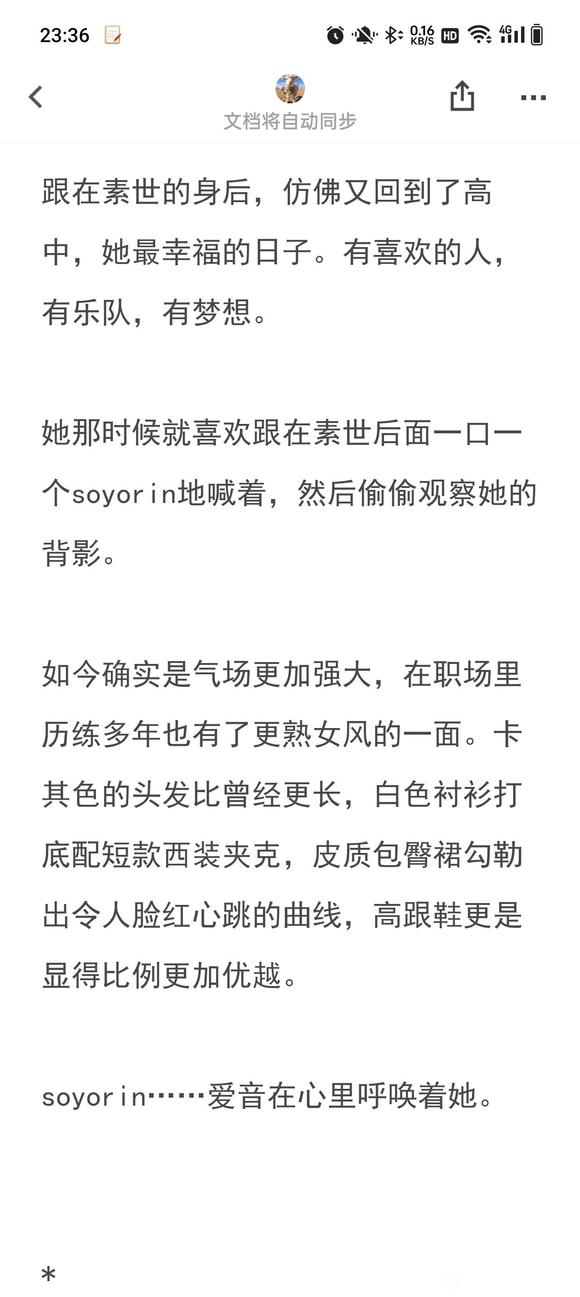 23:36
0.16
KB/S
HD
4G
文档将自动同步
跟在素世的身后，仿佛又回到了高
中，她最幸福的日子。有喜欢的人，
有乐队，有梦想。
她那时候就喜欢跟在素世后面一口一
个soyorin地喊着，然后偷偷观察她的
背影。
如今确实是气场更加强大，在职场里
历练多年也有了更熟女风的一面。卡
其色的头发比曾经更长，白色衬衫打
底配短款西装夹克，皮质包臀裙勾勒
出令人脸红心跳的曲线，高跟鞋更是
显得比例更加优越。
soyorin……爱音在心里呼唤着她。
*